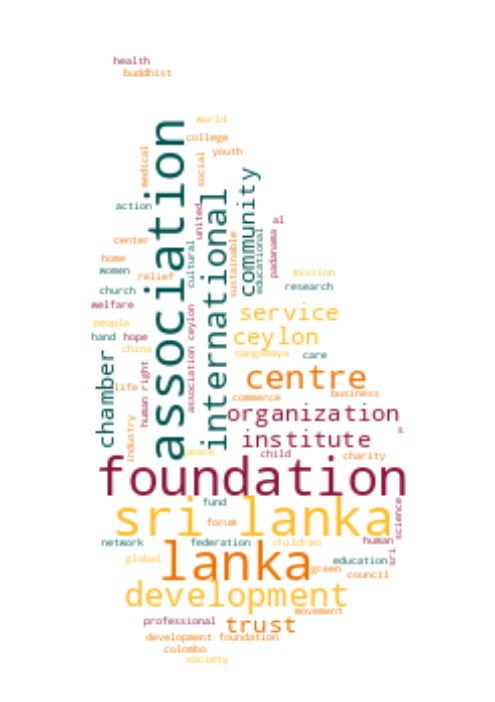 health
buddhist
world
college
youth
medical
social
association
international
community
action
united
al
cultural
sustainable
educational
padanama
center
home
women
relief
mission
research
church
welfare
people
hand
hope
china
association ceylon
service
ceylon
sangamaya
care
chamber
human right
life
industry
centre
commerce
business
organization
institute
s
peace
child
charity
foundation
fund
sri lanka
forum
science
network
federation
children
human
sri
global
lanka
green
education
council
development
movement
professional
trust
development foundation
colombo
society